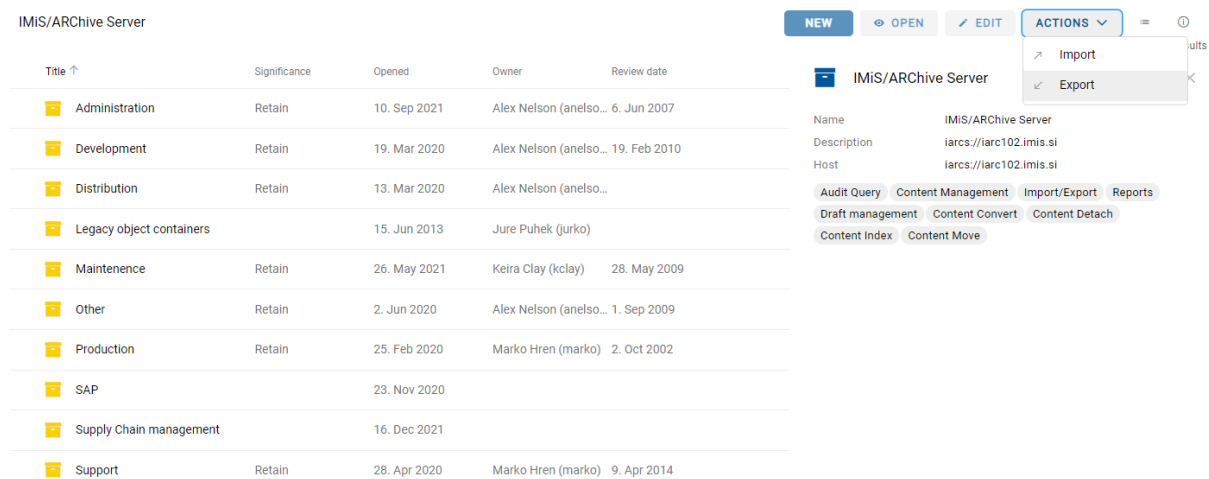 IMiS/ARChive Server
NEW OPEN EDIT ACTIONS
ults
Import
Export
Title Significance Opened Owner Review date
Administration Retain 10. Sep 2021 Alex Nelson (anelso... 6. Jun 2007
Development Retain 19. Mar 2020 Alex Nelson (anelso... 19. Feb 2010
Distribution Retain 13. Mar 2020 Alex Nelson (anelso...
Legacy object containers 15. Jun 2013 Jure Puhek (jurko)
Maintenence Retain 26. May 2021 Keira Clay (kclay) 28. May 2009
Other Retain 2. Jun 2020 Alex Nelson (anelso... 1. Sep 2009
Production Retain 25. Feb 2020 Marko Hren (marko) 2. Oct 2002
SAP 23. Nov 2020
Supply Chain management 16. Dec 2021
Support Retain 28. Apr 2020 Marko Hren (marko) 9. Apr 2014
IMiS/ARChive Server
Name IMiS/ARChive Server
Description iarcs://iarc102.imis.si
Host iarcs://iarc102.imis.si
Audit Query Content Management Import/Export Reports
Draft management Content Convert Content Detach
Content Index Content Move